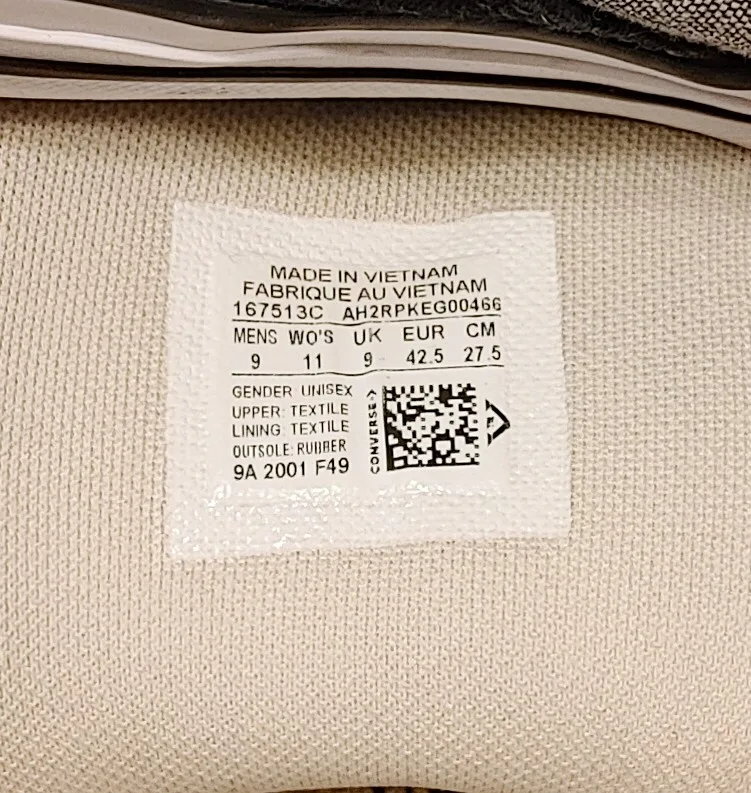 MADE IN VIETNAM
FABRIQUE AU VIETNAM
167513C AH2RPKEG00466
MENS WO'S UK EUR CM
9 11 9 42.5 27.5
GENDER UNISEX
UPPER: TEXTILE
LINING: TEXTILE
OUTSOLE: RUBBER
9A 2001 F49
CONVERSE